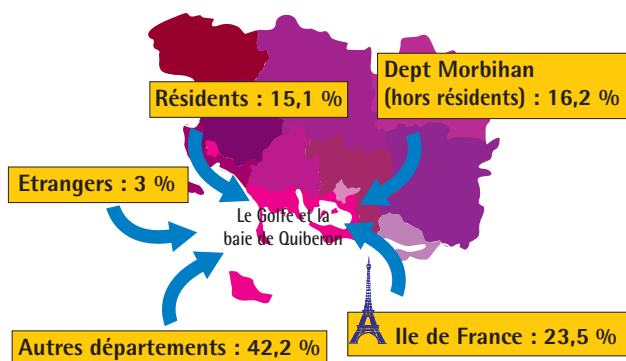 Dept Morbihan
(hors résidents) : 16,2 %
Résidents : 15,1 %
Etrangers : 3 %
Le Golfe et la
baie de Quiberon
Ile de France : 23,5 %
Autres départements : 42,2 %